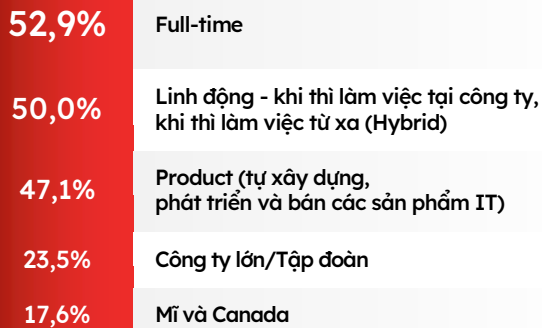 52,9% Full-time
50,0% Linh động - khi thì làm việc tại công ty,
khi thì làm việc từ xa (Hybrid)
47,1% Product (tự xây dựng,
phát triển và bán các sản phẩm IT)
23,5% Công ty lớn/Tập đoàn
17,6% Mĩ và Canada